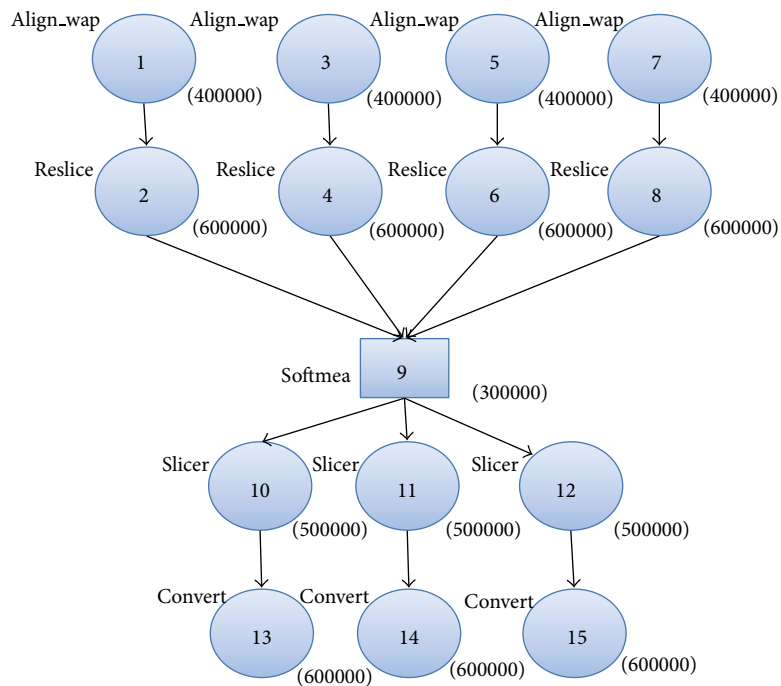 Align_wap Align_wap Align_wap Align_wap
1 3 5 7
(400000) (400000) (400000) (400000)
Reslice Reslice Reslice Reslice
2 4 6 8
(600000) (600000) (600000) (600000)
9
Softmea
(300000)
Slicer Slicer Slicer
10 11 12
(500000) (500000) (500000)
Convert Convert Convert
13 14 15
(600000) (600000) (600000)